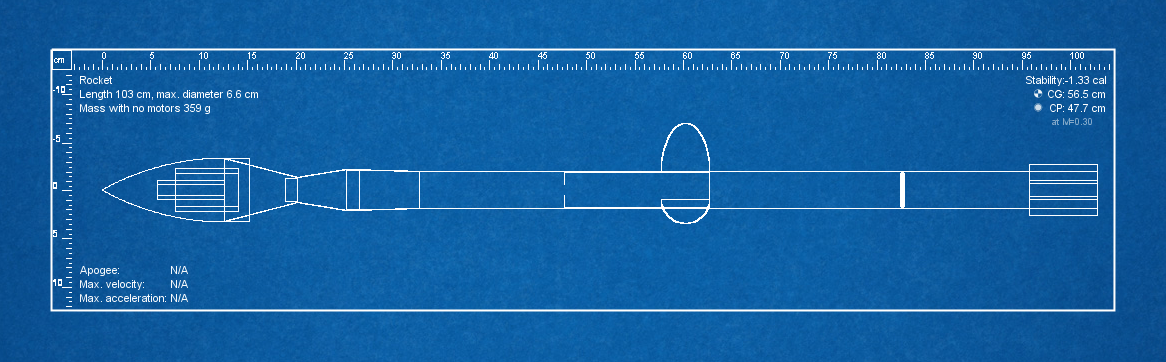 cm 0 5 10 15 20 25 30 35 40 45 50 55 60 65 70 75 80 85 90 95 100
-10
-5
0
5
10
Rocket
Length 103 cm, max. diameter 6.6 cm
Mass with no motors 359 g
Stability:-1.33 cal
CG: 56.5 cm
CP: 47.7 cm
at M=0.30
Apogee: N/A
Max. velocity: N/A
Max. acceleration: N/A